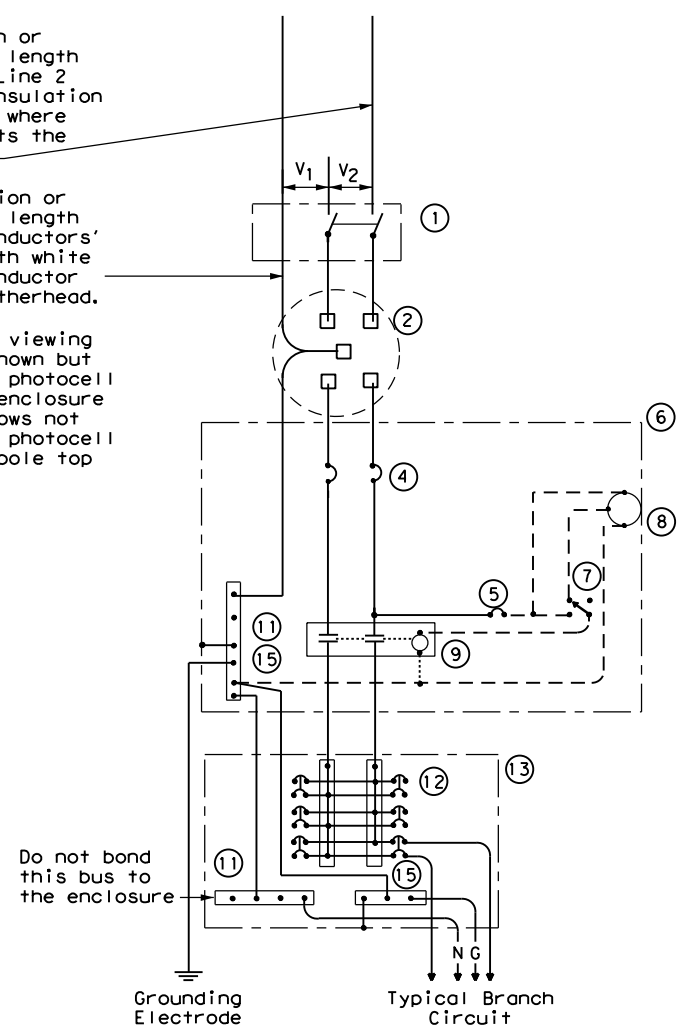 n or
length
Line 2
nsulation
where
ts the
ion or
length
nductors'
th white
nductor
therhead.
viewing
hown but
photocell
enclosure
ows not
photocell
pole top
V1 V2
1
2
6
4
8
5
7
9
11
15
13
12
11
15
Do not bond
this bus to
the enclosure
N G
Grounding
Electrode
Typical Branch
Circuit